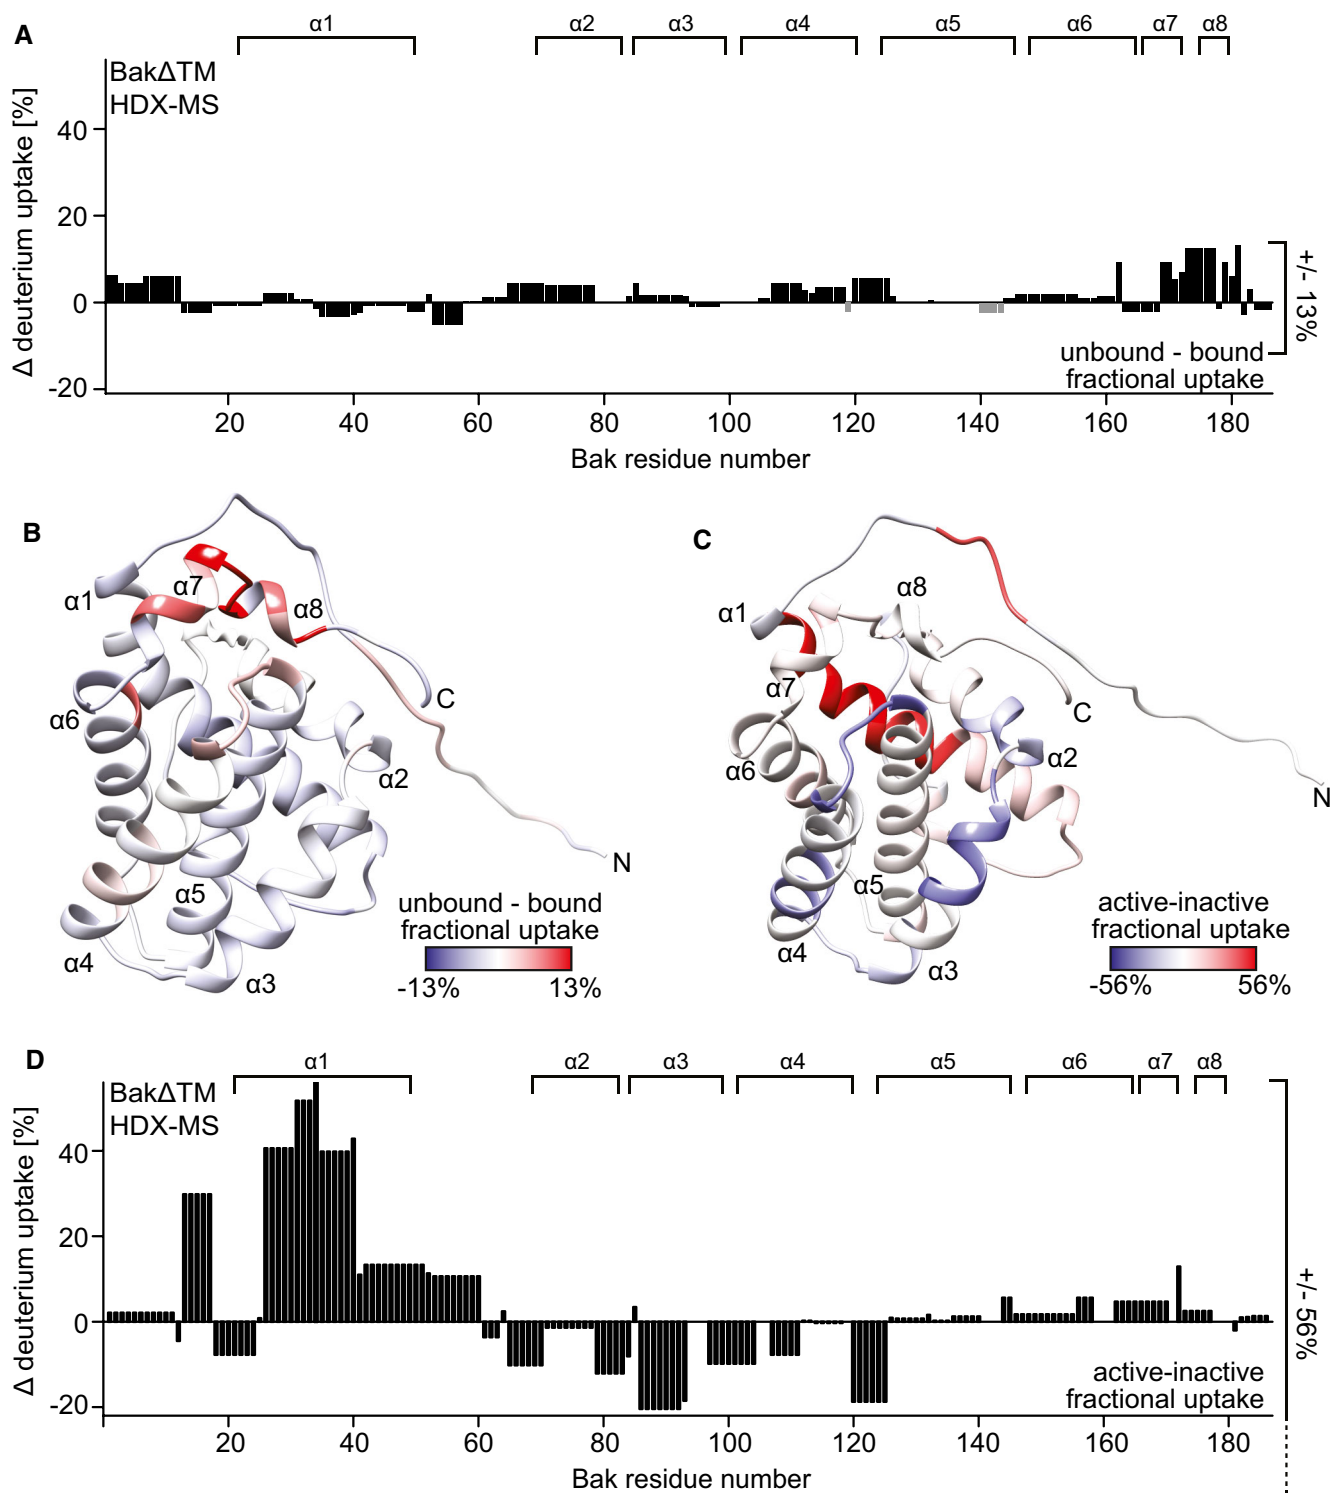 A
α1 α2 α3 α4 α5 α6 α7 α8
BakΔTM
HDX-MS
Δ deuterium uptake [%]
40
20
0
-20
+/- 13%
unbound - bound
fractional uptake
20 40 60 80 100 120 140 160 180
Bak residue number
B
α1
α7
α8
α6
C
α2
α5
N
α4
α3
unbound - bound
fractional uptake
-13% 13%
C
α8
α1
α7
C
α6
α2
N
α5
α4
α3
active-inactive
fractional uptake
-56% 56%
D
α1 α2 α3 α4 α5 α6 α7 α8
BakΔTM
HDX-MS
Δ deuterium uptake [%]
40
20
0
-20
+/- 56%
active-inactive
fractional uptake
20 40 60 80 100 120 140 160 180
Bak residue number